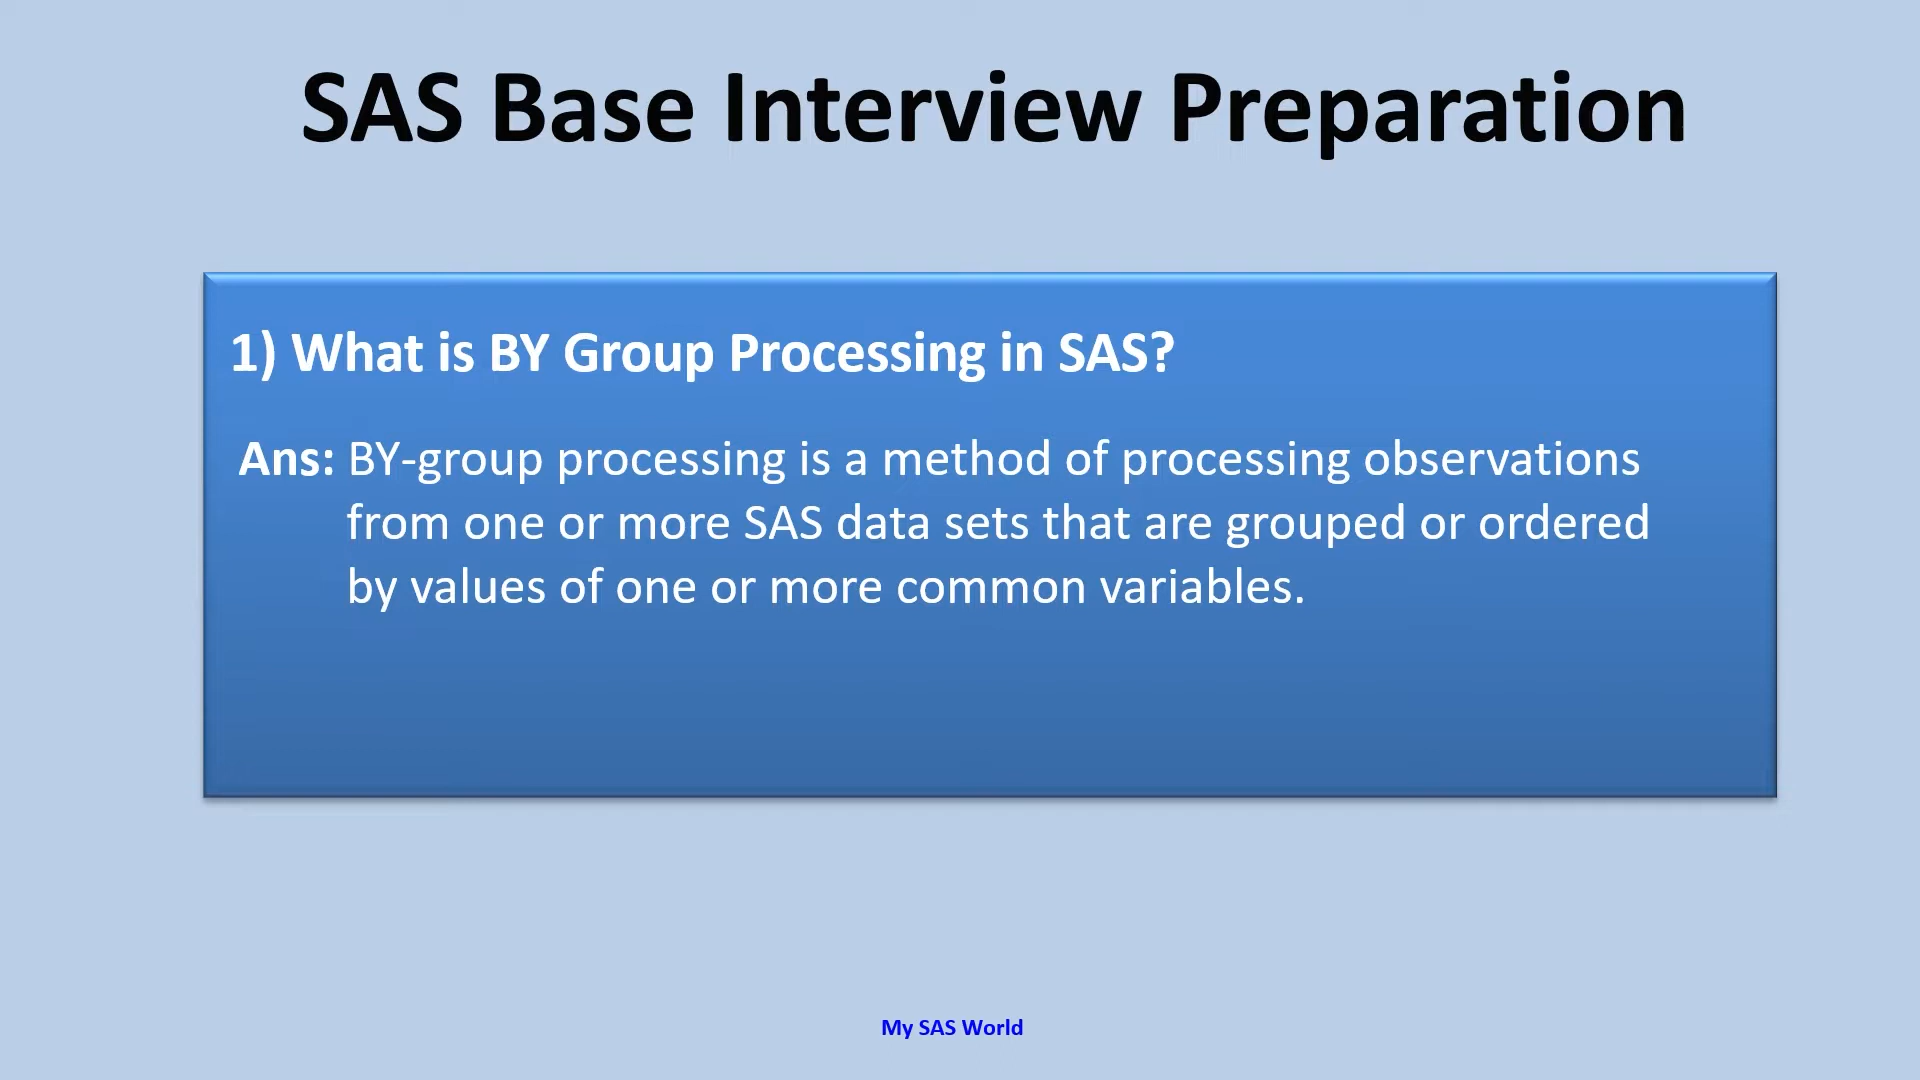 SAS Base Interview Preparation
1) What is BY Group Processing in SAS?
Ans: BY-group processing is a method of processing observations
from one or more SAS data sets that are grouped or ordered
by values of one or more common variables.
My SAS World